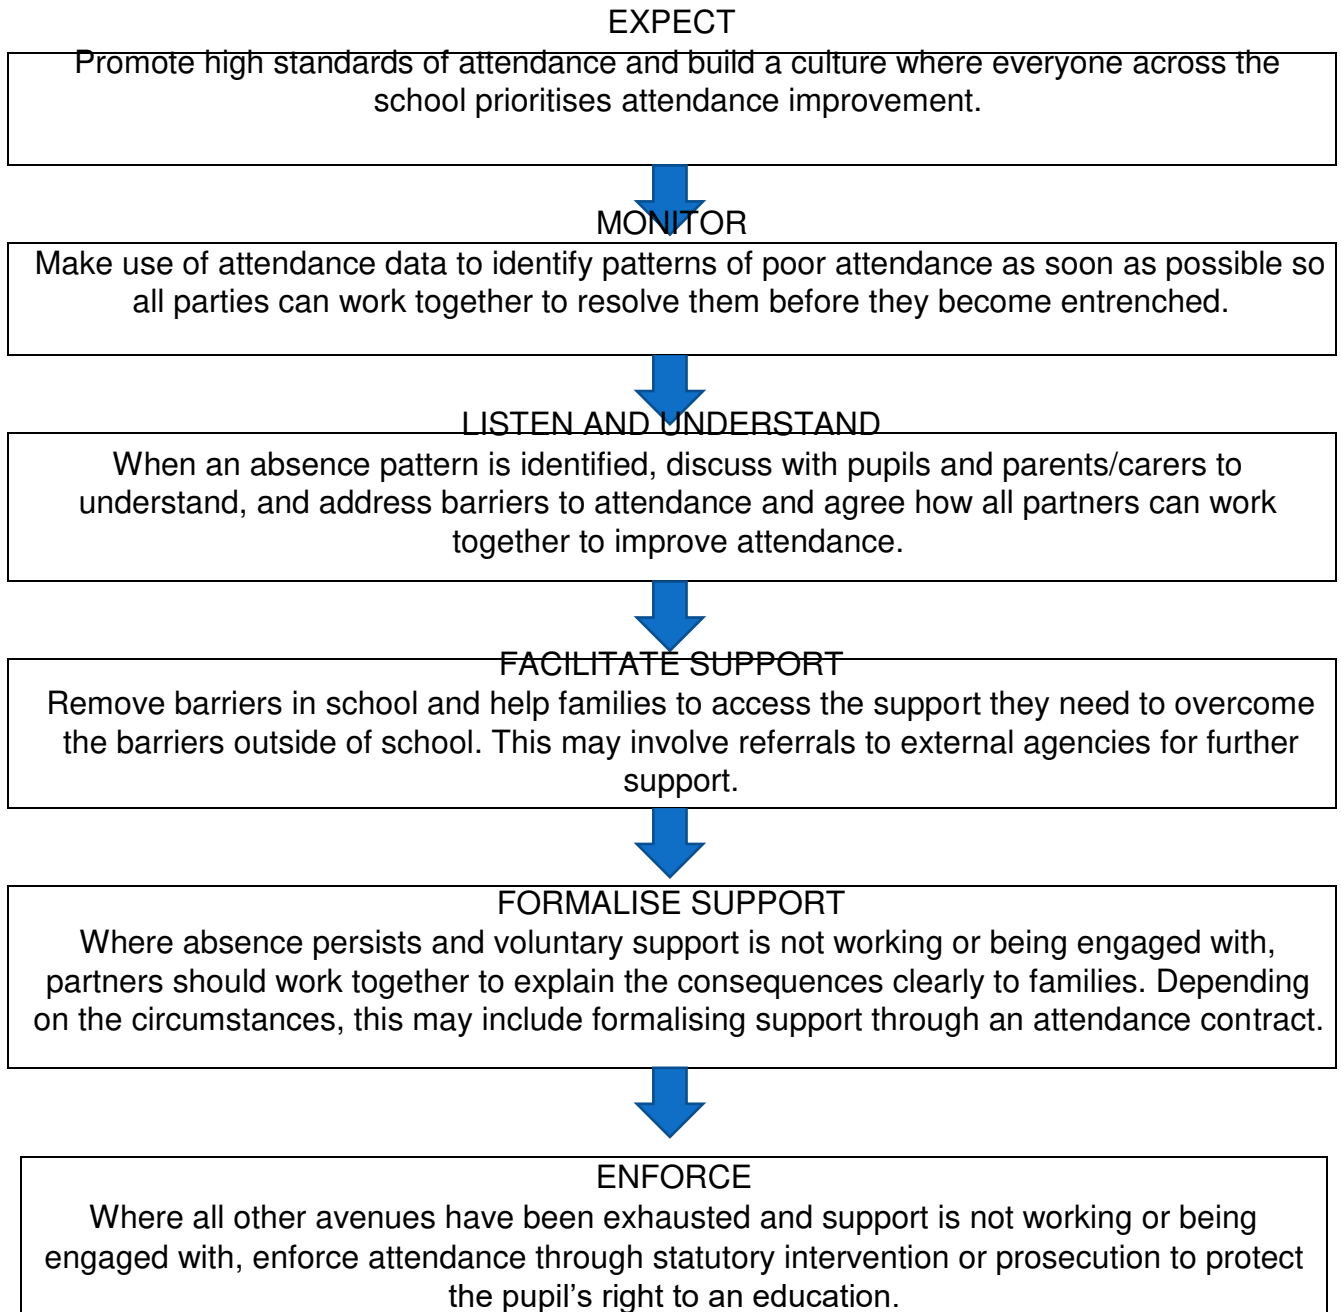 EXPECT
Promote high standards of attendance and build a culture where everyone across the
school prioritises attendance improvement.
MONITOR
Make use of attendance data to identify patterns of poor attendance as soon as possible so
all parties can work together to resolve them before they become entrenched.
LISTEN AND UNDERSTAND
When an absence pattern is identified, discuss with pupils and parents/carers to
understand, and address barriers to attendance and agree how all partners can work
together to improve attendance.
FACILITATE SUPPORT
Remove barriers in school and help families to access the support they need to overcome
the barriers outside of school. This may involve referrals to external agencies for further
support.
FORMALISE SUPPORT
Where absence persists and voluntary support is not working or being engaged with,
partners should work together to explain the consequences clearly to families. Depending
on the circumstances, this may include formalising support through an attendance contract.
ENFORCE
Where all other avenues have been exhausted and support is not working or being
engaged with, enforce attendance through statutory intervention or prosecution to protect
the pupil’s right to an education.